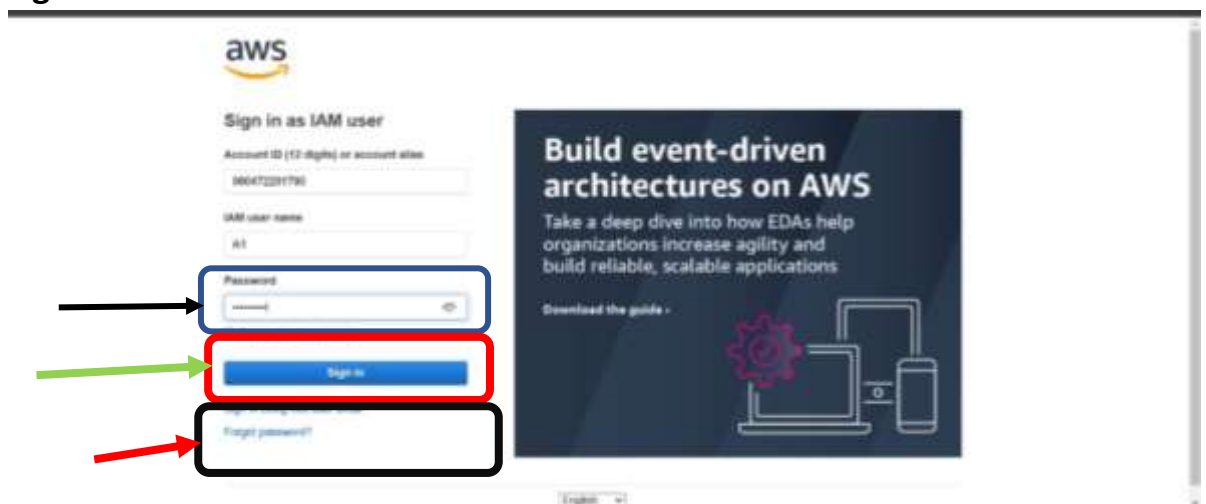 aws
Sign in as IAM user
Account ID (12 digits) or account alias
IAM user name
A1
Password
Sign in
Forgot password?
Build event-driven
architectures on AWS
Take a deep dive into how EDAs help
organizations increase agility and
build reliable, scalable applications
Download the guide ›
English